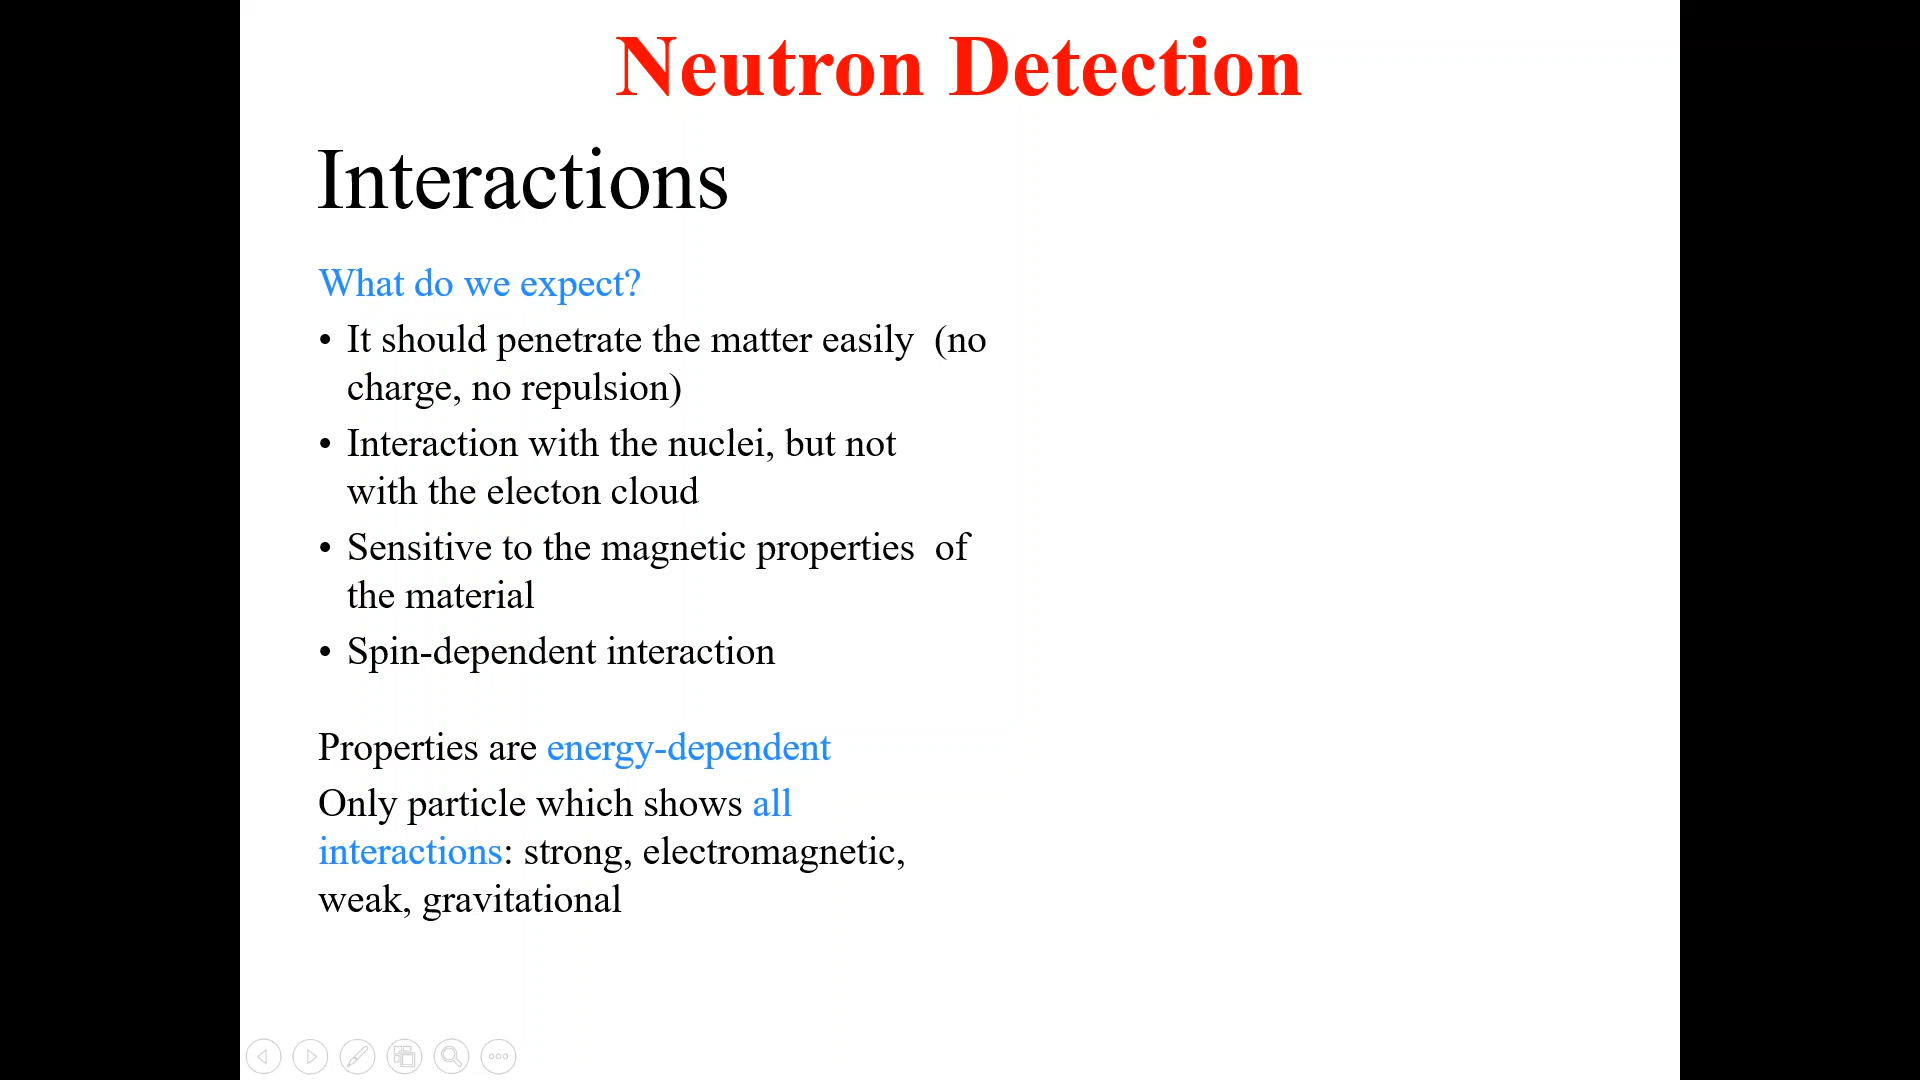 Neutron Detection
Interactions
What do we expect?
• It should penetrate the matter easily  (no
charge, no repulsion)
• Interaction with the nuclei, but not
with the electon cloud
• Sensitive to the magnetic properties  of
the material
• Spin-dependent interaction
Properties are energy-dependent
Only particle which shows all
interactions: strong, electromagnetic,
weak, gravitational